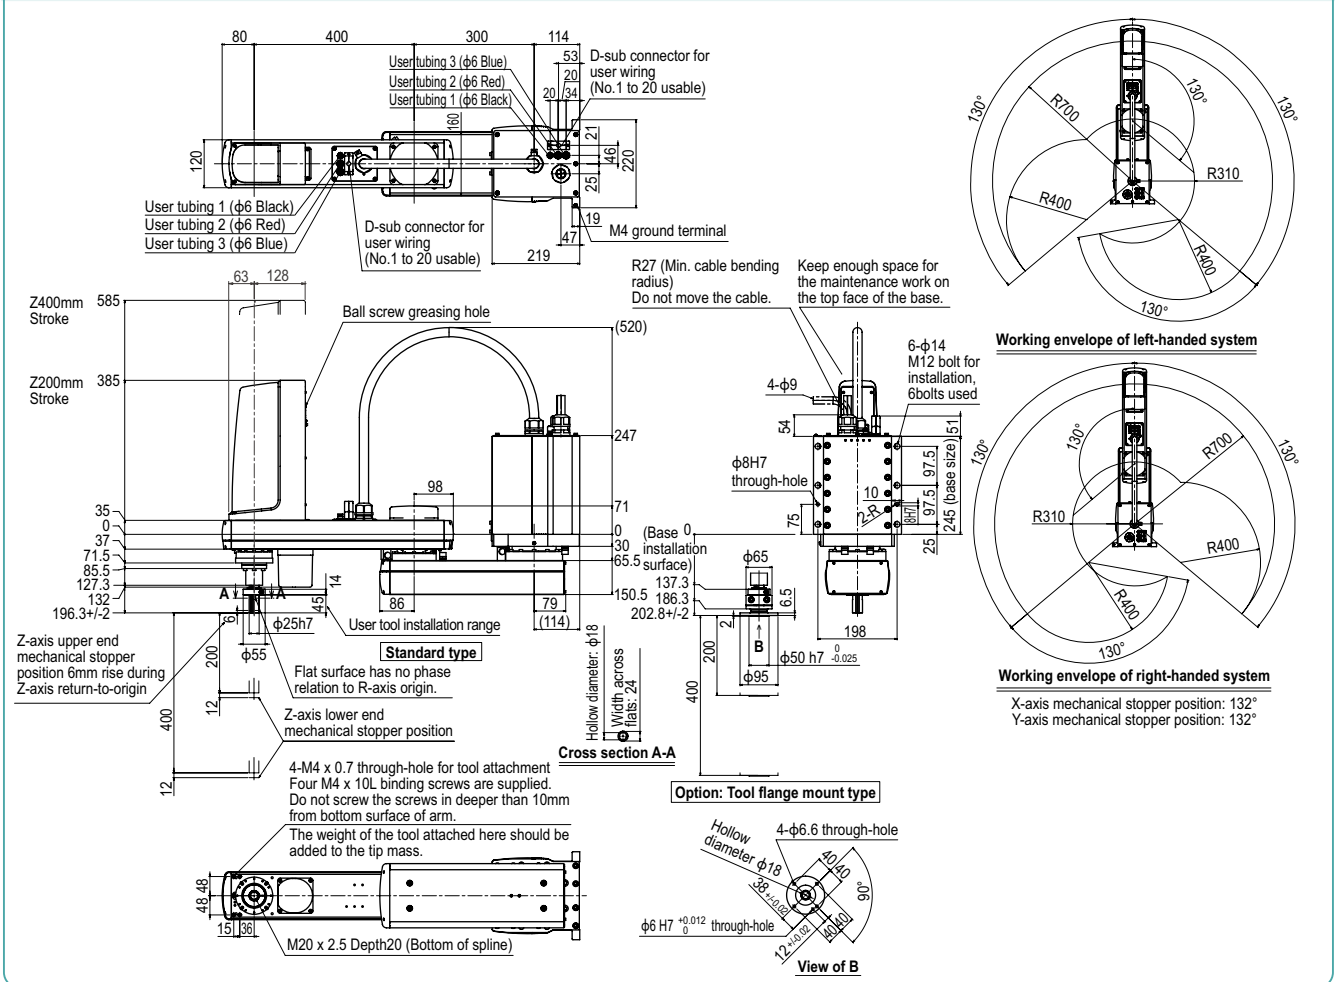 80
400
300
114
53
20
20
34
User tubing 3 (ϕ6 Blue)
User tubing 2 (ϕ6 Red)
User tubing 1 (ϕ6 Black)
D-sub connector for
user wiring
(No.1 to 20 usable)
160
120
21
46
25
220
19
47
219
User tubing 1 (ϕ6 Black)
User tubing 2 (ϕ6 Red)
User tubing 3 (ϕ6 Blue)
D-sub connector for
user wiring
(No.1 to 20 usable)
M4 ground terminal
63
128
Z400mm
Stroke
585
Z200mm
Stroke
385
Ball screw greasing hole
(520)
247
98
71
0
30
65.5
150.5
35
0
37
71.5
85.5
127.3
132
196.3+/-2
A
A
14
45
6
86
79
(114)
ϕ25h7
ϕ55
User tool installation range
Standard type
Z-axis upper end
mechanical stopper
position 6mm rise during
Z-axis return-to-origin
200
12
400
12
Flat surface has no phase
relation to R-axis origin.
Z-axis lower end
mechanical stopper position
Hollow diameter: ϕ18
Width across
flats: 24
Cross section A-A
R27 (Min. cable bending
radius)
Do not move the cable.
Keep enough space for
the maintenance work on
the top face of the base.
6-ϕ14
M12 bolt for
installation,
6bolts used
4-ϕ9
54
51
ϕ8H7
through-hole
10
2-R
8H7
75
97.5
97.5
25
245 (base size)
(Base 0
installation
surface)
137.3
186.3
202.8+/-2
ϕ65
6.5
2
B
200
400
ϕ50 h7 0 -0.025
ϕ95
198
Option: Tool flange mount type
4-M4 x 0.7 through-hole for tool attachment
Four M4 x 10L binding screws are supplied.
Do not screw the screws in deeper than 10mm
from bottom surface of arm.
The weight of the tool attached here should be
added to the tip mass.
48
48
15
36
M20 x 2.5 Depth20 (Bottom of spline)
Hollow
diameter ϕ18
4-ϕ6.6 through-hole
40
40
90°
38 +/-0.02
ϕ6 H7 +0.012 0 through-hole
12 +/-0.02
40
40
View of B
130°
130°
130°
R700
R310
R400
R400
130°
Working envelope of left-handed system
130°
130°
130°
R700
R310
R400
R400
130°
Working envelope of right-handed system
X-axis mechanical stopper position: 132°
Y-axis mechanical stopper position: 132°